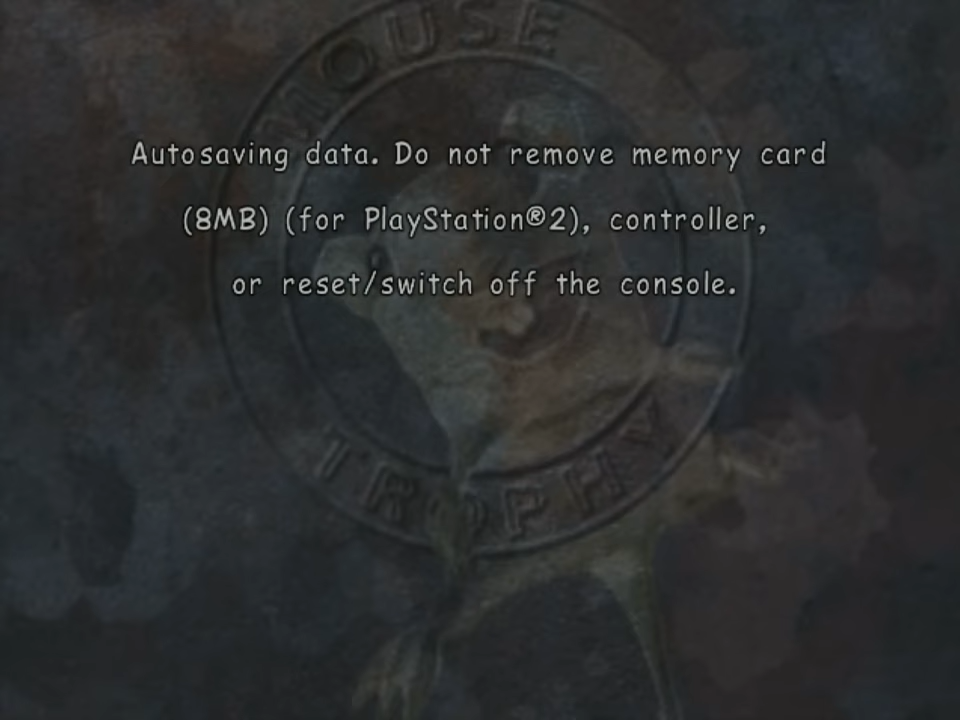 MOUSE
Autosaving data. Do not remove memory card
(8MB) (for PlayStation®2), controller,
or reset/switch off the console.
TROPHY